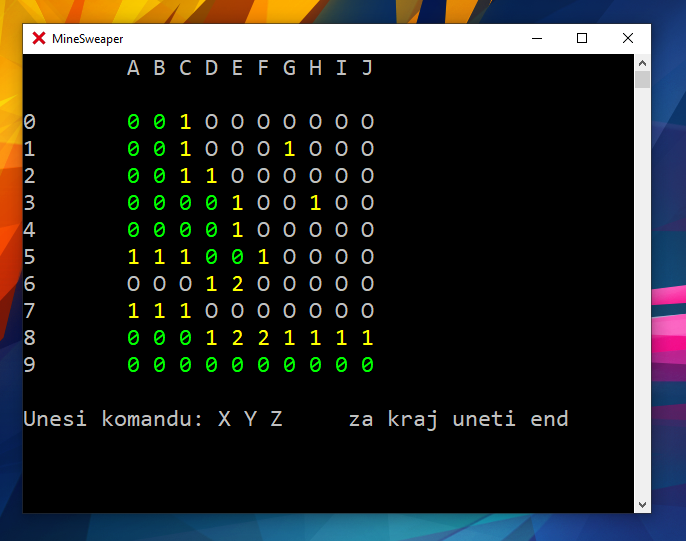 MineSweaper
A B C D E F G H I J
0 0 0 1 O O O O O O O
1 0 0 1 O O O 1 O O O
2 0 0 1 1 O O O O O O
3 0 0 0 0 1 O O 1 O O
4 0 0 0 0 1 O O O O O
5 1 1 1 0 0 1 O O O O
6 O O O 1 2 O O O O O
7 1 1 1 O O O O O O O
8 0 0 0 1 2 2 1 1 1 1
9 0 0 0 0 0 0 0 0 0 0
Unesi komandu: X Y Z za kraj uneti end